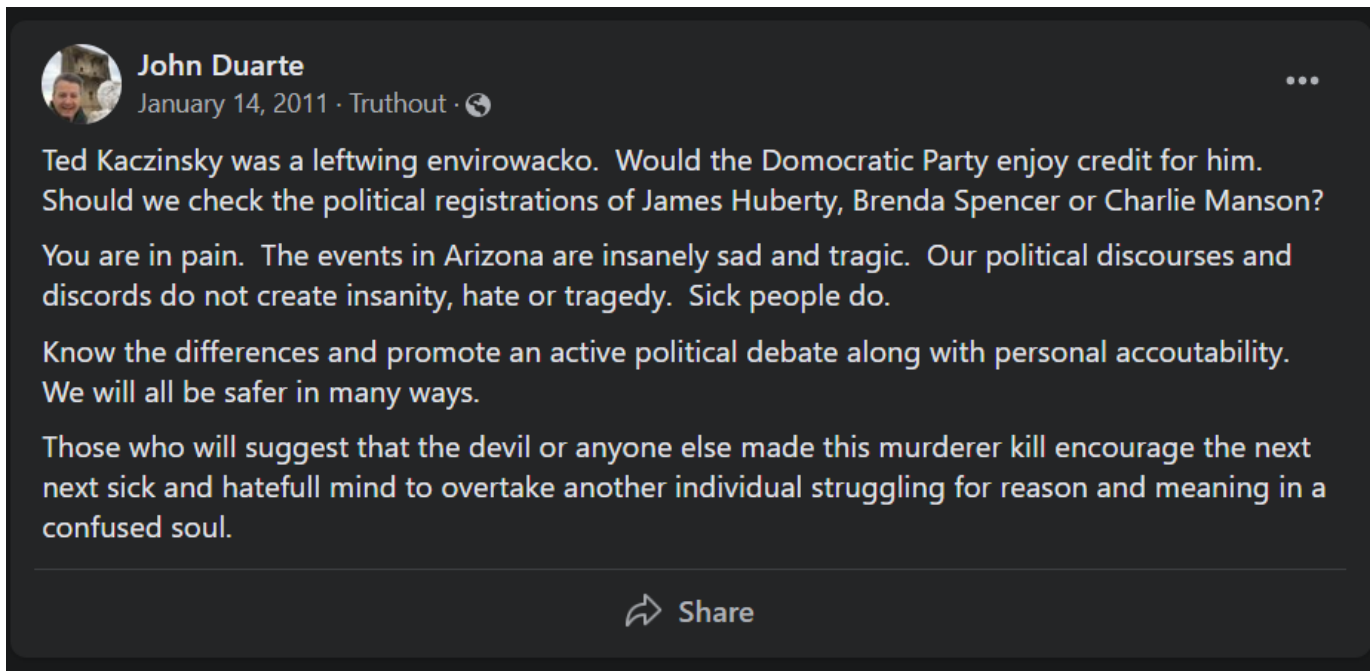 John Duarte
January 14, 2011 · Truthout ·
Ted Kaczinsky was a leftwing envirowacko.  Would the Domocratic Party enjoy credit for him.
Should we check the political registrations of James Huberty, Brenda Spencer or Charlie Manson?
You are in pain.  The events in Arizona are insanely sad and tragic.  Our political discourses and
discords do not create insanity, hate or tragedy.  Sick people do.
Know the differences and promote an active political debate along with personal accoutability.
We will all be safer in many ways.
Those who will suggest that the devil or anyone else made this murderer kill encourage the next
next sick and hatefull mind to overtake another individual struggling for reason and meaning in a
confused soul.
Share